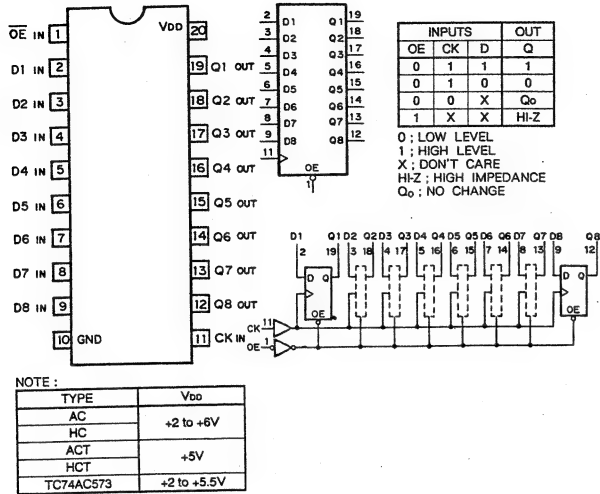 OE IN 1
VDD 20
D1 IN 2
19 Q1 OUT
D2 IN 3
18 Q2 OUT
D3 IN 4
17 Q3 OUT
D4 IN 5
16 Q4 OUT
D5 IN 6
15 Q5 OUT
D6 IN 7
14 Q6 OUT
D7 IN 8
13 Q7 OUT
D8 IN 9
12 Q8 OUT
10 GND
11 CK IN
2 D1 Q1 19
3 D2 Q2 18
4 D3 Q3 17
5 D4 Q4 16
6 D5 Q5 15
7 D6 Q6 14
8 D7 Q7 13
9 D8 Q8 12
11
OE
1
INPUTS OUT
OE CK D Q
0 1 1 1
0 1 0 0
0 0 X Qo
1 X X HI-Z
0 ; LOW LEVEL
1 ; HIGH LEVEL
X ; DON'T CARE
HI-Z ; HIGH IMPEDANCE
Qo ; NO CHANGE
D1 Q1 D2 Q2 D3 Q3 D4 Q4 D5 Q5 D6 Q6 D7 Q7 D8 Q8
2 19 3 18 4 17 5 16 6 15 7 14 8 13 9 12
D Q D Q
OE OE
CK 11
OE 1
NOTE :
TYPE VDD
AC +2 to +6V
HC
ACT +5V
HCT
TC74AC573 +2 to +5.5V